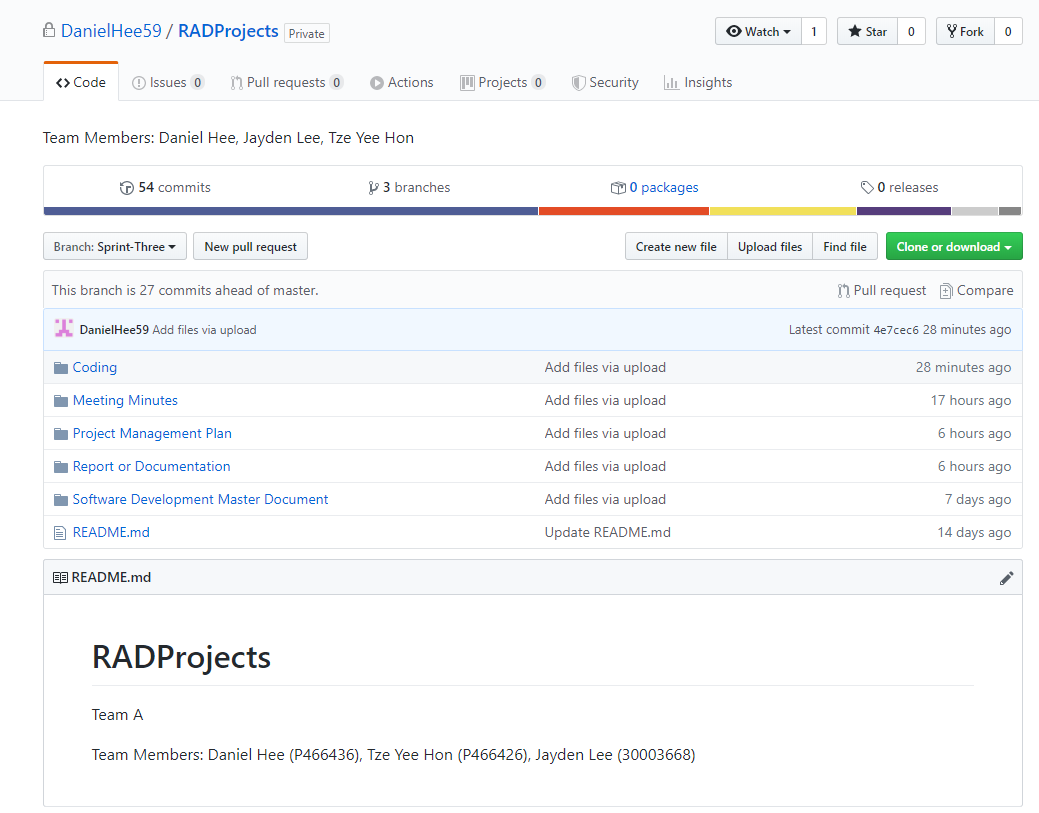 DanielHee59 / RADProjects Private Watch 1 Star 0 Fork 0
Code Issues 0 Pull requests 0 Actions Projects 0 Security Insights
Team Members: Daniel Hee, Jayden Lee, Tze Yee Hon
54 commits 3 branches 0 packages 0 releases
Branch: Sprint-Three New pull request Create new file Upload files Find file Clone or download
This branch is 27 commits ahead of master. Pull request Compare
DanielHee59 Add files via upload Latest commit 4e7cec6 28 minutes ago
Coding Add files via upload 28 minutes ago
Meeting Minutes Add files via upload 17 hours ago
Project Management Plan Add files via upload 6 hours ago
Report or Documentation Add files via upload 6 hours ago
Software Development Master Document Add files via upload 7 days ago
README.md Update README.md 14 days ago
README.md
RADProjects
Team A
Team Members: Daniel Hee (P466436), Tze Yee Hon (P466426), Jayden Lee (30003668)